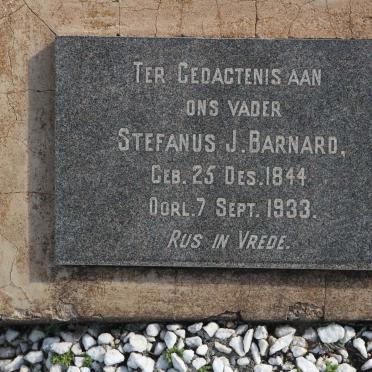 TER GEDACTENIS AAN
ONS VADER
STEFANUS J. BARNARD,
GEB. 25 DES. 1844
OORL. 7 SEPT. 1933.
RUS IN VREDE.